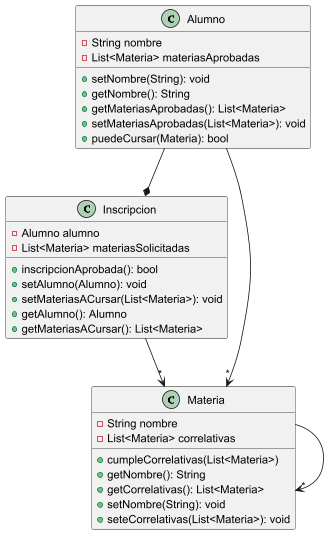 C Alumno
String nombre
List<Materia> materiasAprobadas
setNombre(String): void
getNombre(): String
getMateriasAprobadas(): List<Materia>
setMateriasAprobadas(List<Materia>): void
puedeCursar(Materia): bool
C Inscripcion
Alumno alumno
List<Materia> materiasSolicitadas
inscripcionAprobada(): bool
setAlumno(Alumno): void
setMateriasACursar(List<Materia>): void
getAlumno(): Alumno
getMateriasACursar(): List<Materia>
* *
C Materia
String nombre
List<Materia> correlativas
cumpleCorrelativas(List<Materia>)
getNombre(): String
getCorrelativas(): List<Materia>
*
setNombre(String): void
seteCorrelativas(List<Materia>): void